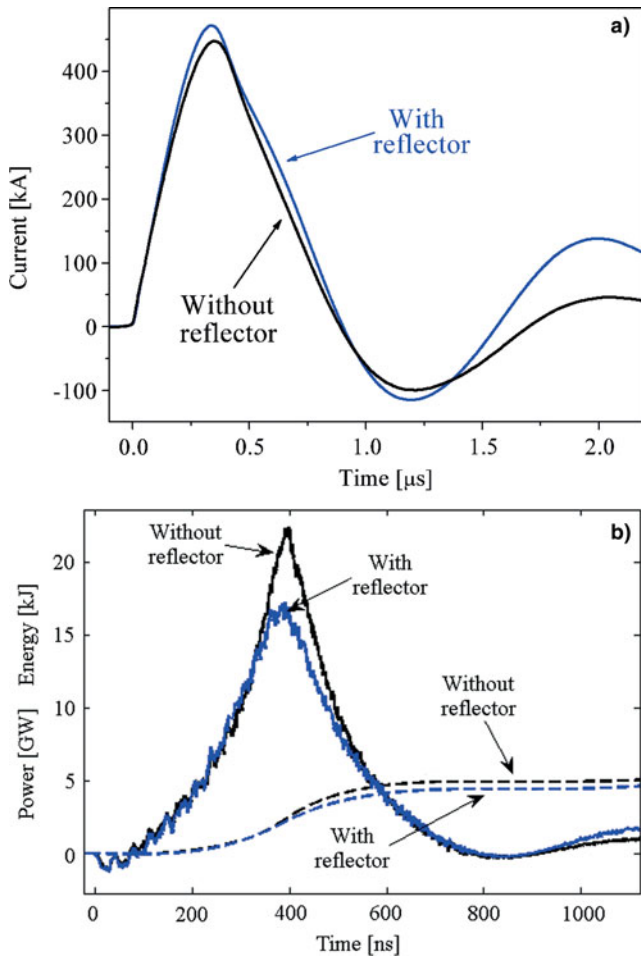 a)
400
300
200
100
0
-100
Current [kA]
With
reflector
Without
reflector
0.0
0.5
1.0
1.5
2.0
Time [μs]
b)
20
15
10
5
0
Power [GW] Energy [kJ]
Without
reflector
With
reflector
Without
reflector
With
reflector
0
200
400
600
800
1000
Time [ns]